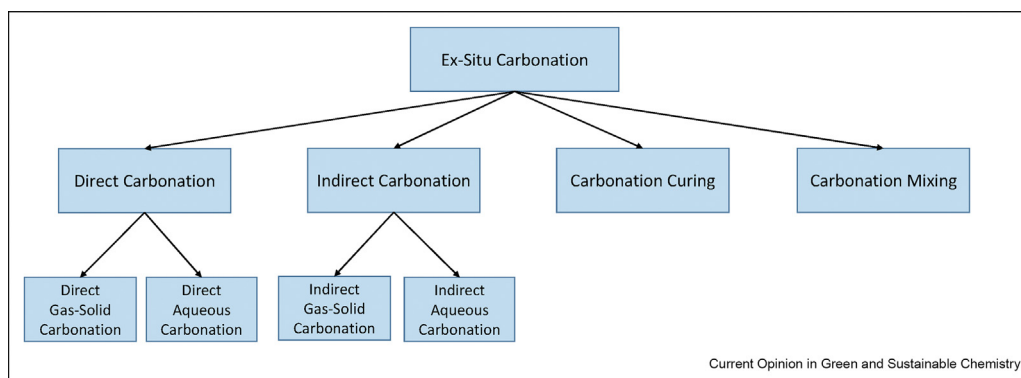 Ex-Situ Carbonation
Direct Carbonation
Indirect Carbonation
Carbonation Curing
Carbonation Mixing
Direct
Gas-Solid
Carbonation
Direct
Aqueous
Carbonation
Indirect
Gas-Solid
Carbonation
Indirect
Aqueous
Carbonation
Current Opinion in Green and Sustainable Chemistry